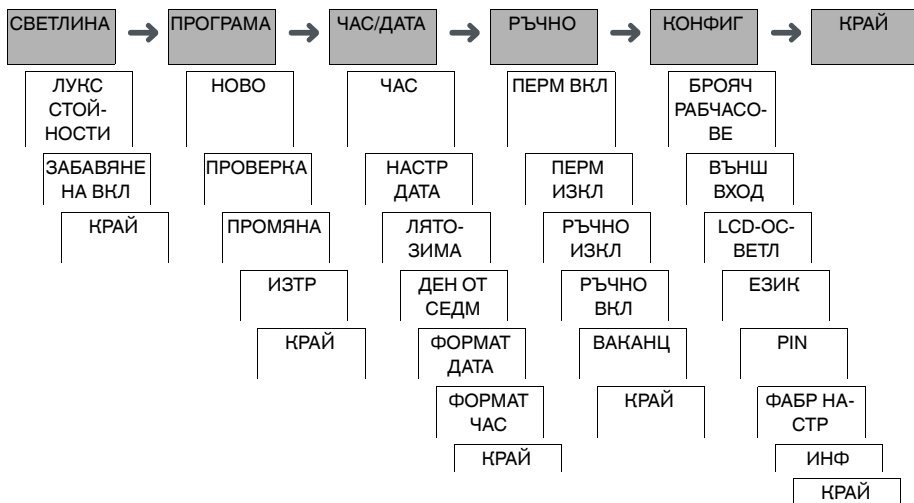 СВЕТЛИНА
ПРОГРАМА
ЧАС/ДАТА
РЪЧНО
КОНФИГ
КРАЙ
ЛУКС
СТОЙ-
НОСТИ
ЗАБАВЯНЕ
НА ВКЛ
КРАЙ
НОВО
ПРОВЕРКА
ПРОМЯНА
ИЗТР
КРАЙ
ЧАС
НАСТР
ДАТА
ЛЯТО-
ЗИМА
ДЕН ОТ
СЕДМ
ФОРМАТ
ДАТА
ФОРМАТ
ЧАС
КРАЙ
ПЕРМ ВКЛ
ПЕРМ
ИЗКЛ
РЪЧНО
ИЗКЛ
РЪЧНО
ВКЛ
ВАКАНЦ
КРАЙ
БРОЯЧ
РАБЧАСО-
ВЕ
ВЪНШ
ВХОД
LCD-ОС-
ВЕТЛ
ЕЗИК
PIN
ФАБР НА-
СТР
ИНФ
КРАЙ